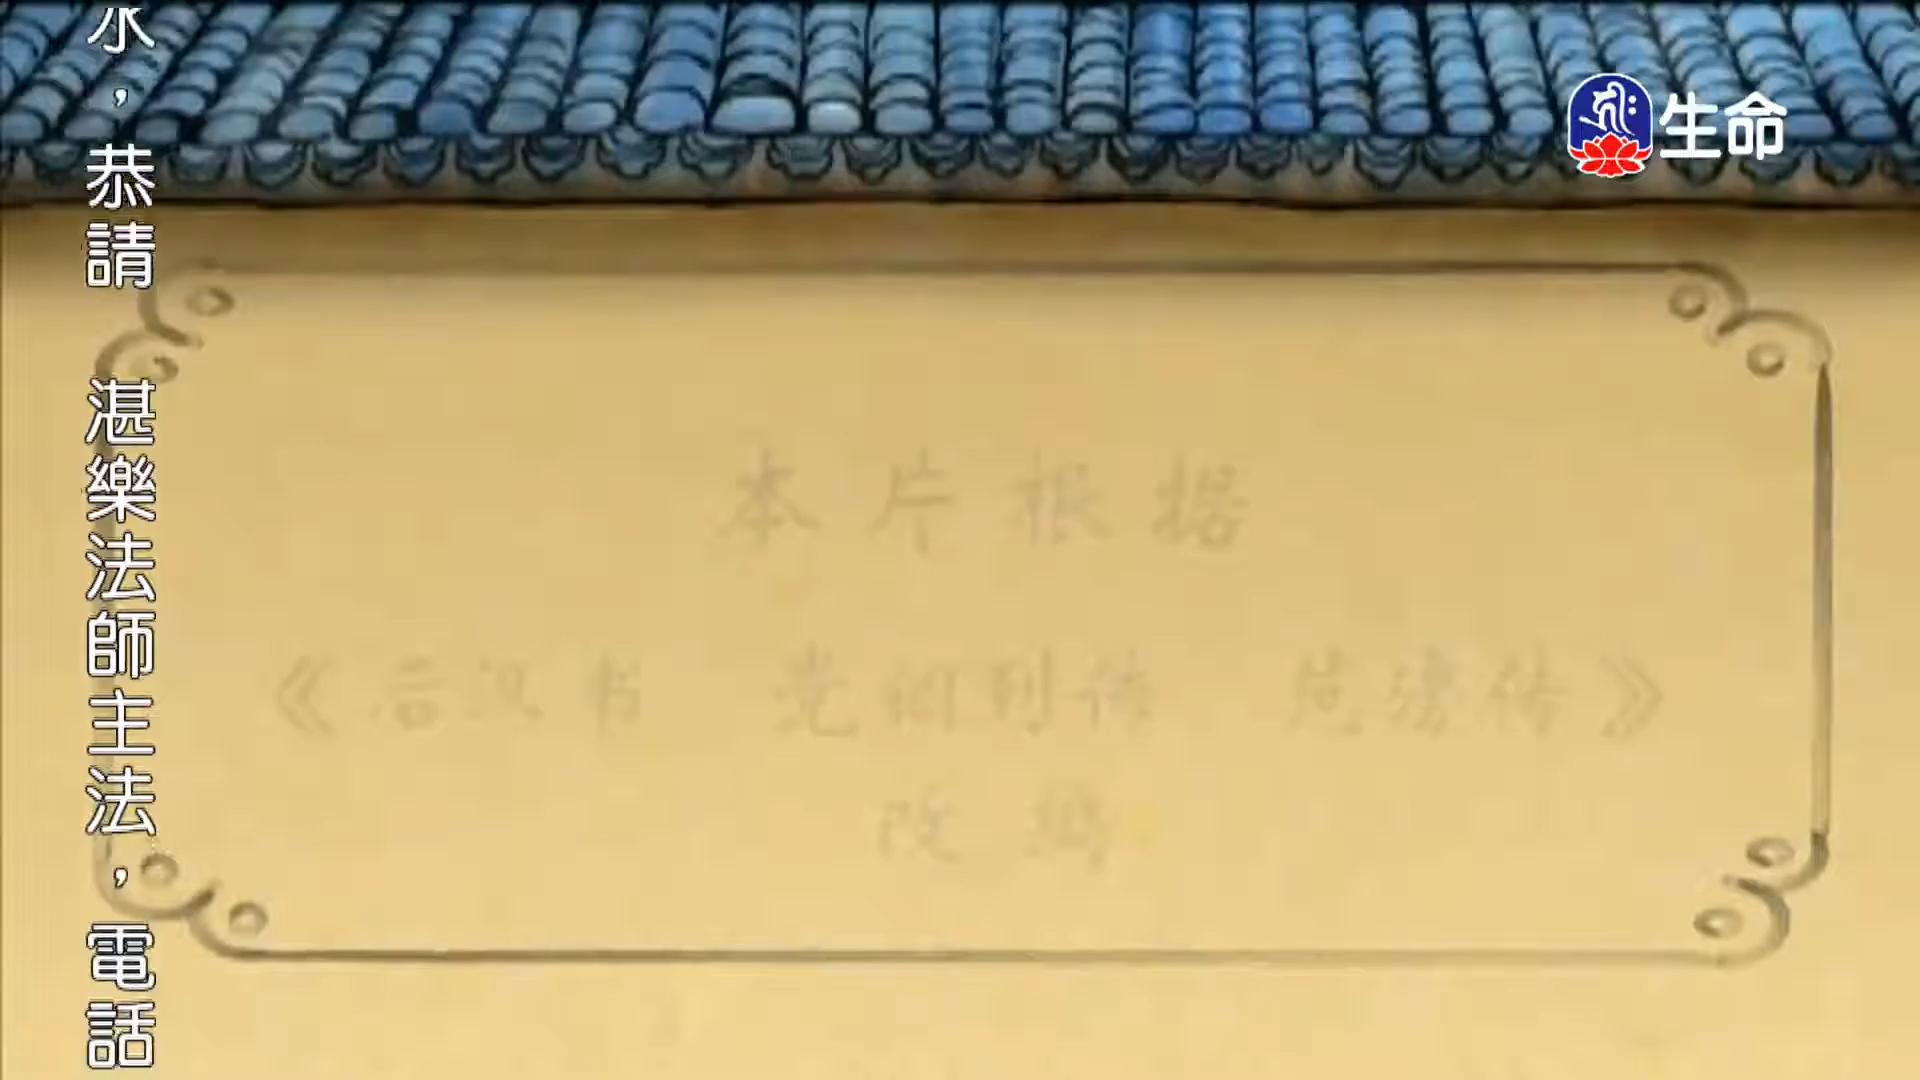 生命
本片根据
《后汉书 党锢列传 范滂传》
改编
水，恭請 湛樂法師主法，電話